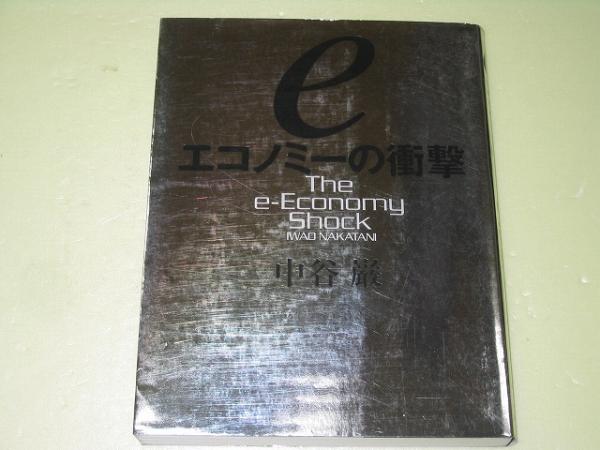 e
エコノミーの衝撃
The
e-Economy
Shock
IWAO NAKATANI
中谷 巌